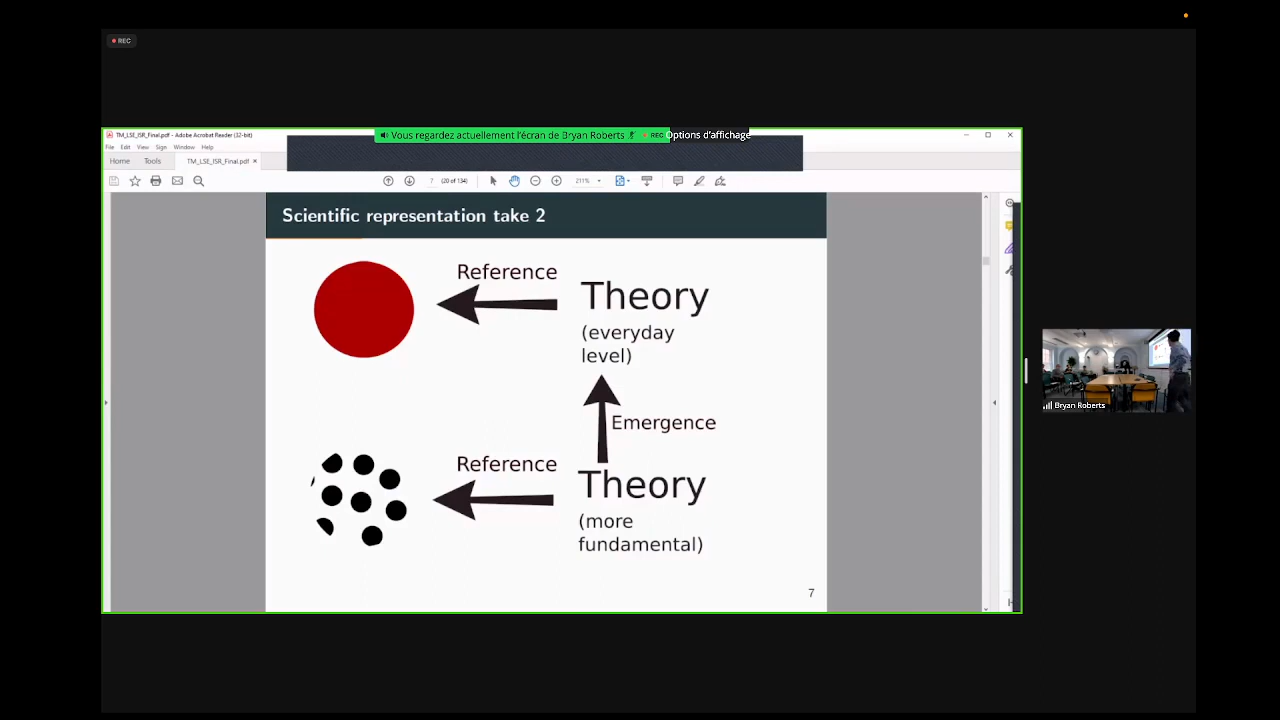 REC
TM_LSE_ISR_Final.pdf - Adobe Acrobat Reader (32-bit)
Vous regardez actuellement l'écran de Bryan Roberts
REC
Options d'affichage
File Edit View Sign Window Help
Home Tools TM_LSE_ISR_Final.pdf ×
7 (20 of 134) 211%
Scientific representation take 2
Reference
Theory
(everyday
level)
Emergence
Reference
Theory
(more
fundamental)
7
Bryan Roberts